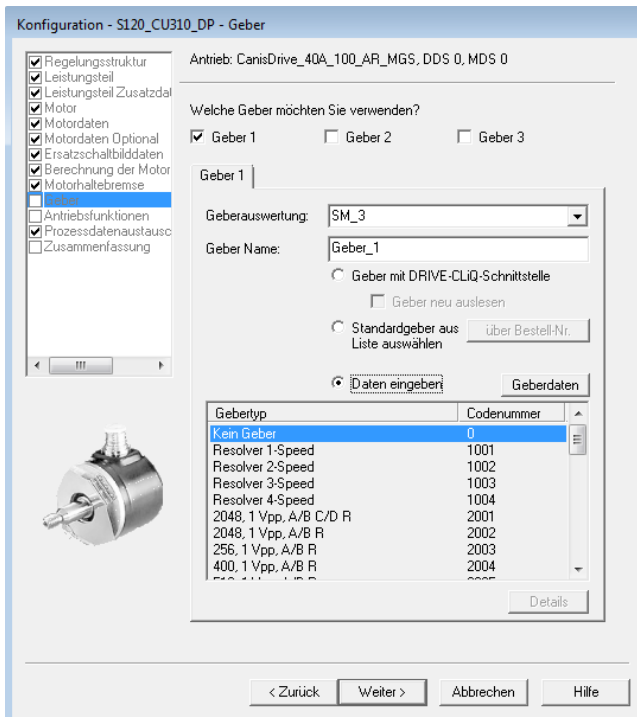 Konfiguration - S120_CU310_DP - Geber
Regelungsstruktur
Leistungsteil
Leistungsteil Zusatzdat
Motor
Motordaten
Motordaten Optional
Ersatzschaltbilddaten
Berechnung der Motor
Motorhaltebremse
Geber
Antriebsfunktionen
Prozessdatenaustausc
Zusammenfassung
Antrieb: CanisDrive_40A_100_AR_MGS, DDS 0, MDS 0
Welche Geber möchten Sie verwenden?
Geber 1 Geber 2 Geber 3
Geber 1
Geberauswertung: SM_3
Geber Name: Geber_1
Geber mit DRIVE-CLiQ-Schnittstelle
Geber neu auslesen
Standardgeber aus
Liste auswählen
über Bestell-Nr.
Daten eingeben Geberdaten
Gebertyp Codenummer
Kein Geber 0
Resolver 1-Speed 1001
Resolver 2-Speed 1002
Resolver 3-Speed 1003
Resolver 4-Speed 1004
2048, 1 Vpp, A/B C/D R 2001
2048, 1 Vpp, A/B R 2002
256, 1 Vpp, A/B R 2003
400, 1 Vpp, A/B R 2004
Details
< Zurück Weiter > Abbrechen Hilfe